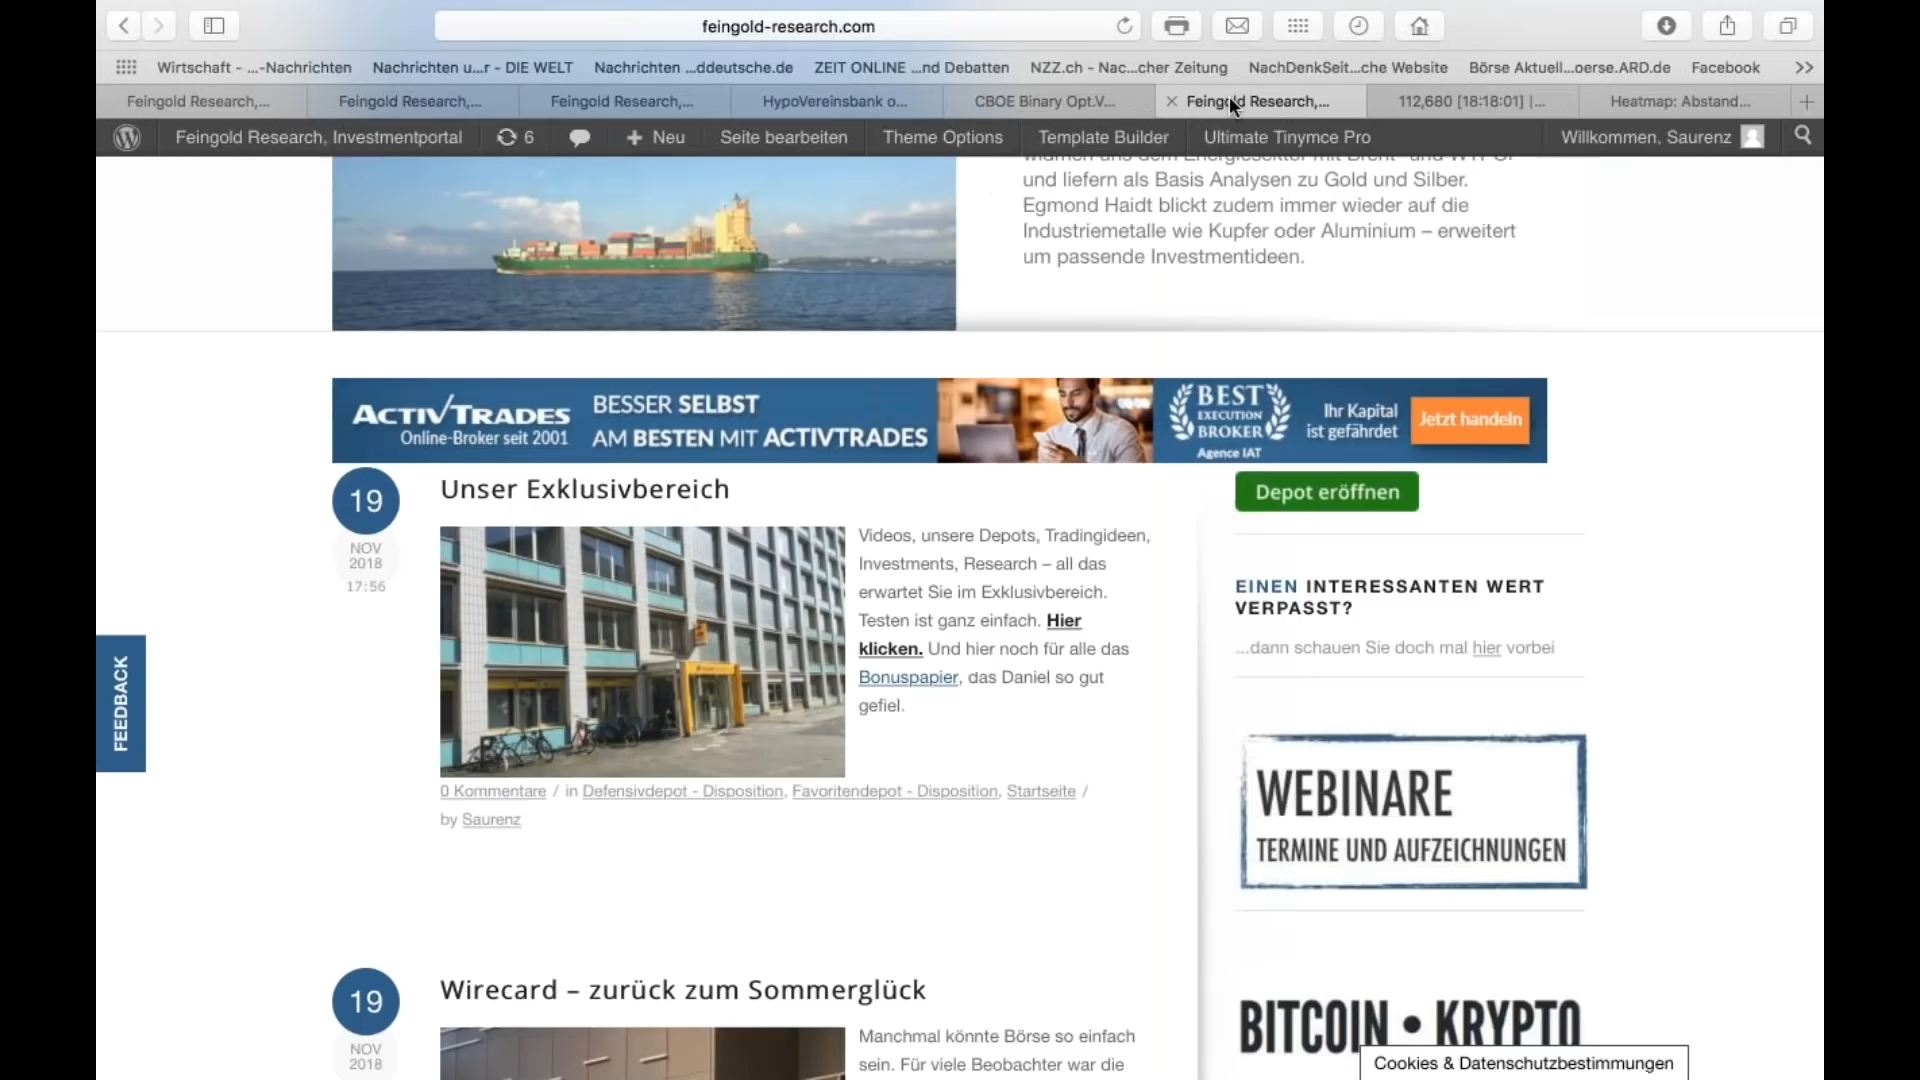 feingold-research.com
Wirtschaft - ...-Nachrichten
Nachrichten u...r - DIE WELT
Nachrichten ...ddeutsche.de
ZEIT ONLINE ...nd Debatten
NZZ.ch - Nac...cher Zeitung
NachDenkSeit...che Website
Börse Aktuell...oerse.ARD.de
Facebook
Feingold Research,...
Feingold Research,...
Feingold Research,...
HypoVereinsbank o...
CBOE Binary Opt.V...
Feingold Research,...
112,680 [18:18:01] |...
Heatmap: Abstand...
Feingold Research, Investmentportal
6
Neu
Seite bearbeiten
Theme Options
Template Builder
Ultimate Tinymce Pro
Willkommen, Saurenz
widmen uns dem Energiesektor mit Brent- und WTI-Öl
und liefern als Basis Analysen zu Gold und Silber.
Egmond Haidt blickt zudem immer wieder auf die
Industriemetalle wie Kupfer oder Aluminium – erweitert
um passende Investmentideen.
ACTIVTRADES
Online-Broker seit 2001
BESSER SELBST
AM BESTEN MIT ACTIVTRADES
BEST
EXECUTION
BROKER
Agence IAT
Ihr Kapital
ist gefährdet
Jetzt handeln
19
NOV
2018
17:56
Unser Exklusivbereich
Videos, unsere Depots, Tradingideen,
Investments, Research – all das
erwartet Sie im Exklusivbereich.
Testen ist ganz einfach. Hier
klicken. Und hier noch für alle das
Bonuspapier, das Daniel so gut
gefiel.
0 Kommentare / in Defensivdepot - Disposition, Favoritendepot - Disposition, Startseite /
by Saurenz
Depot eröffnen
EINEN INTERESSANTEN WERT
VERPASST?
...dann schauen Sie doch mal hier vorbei
WEBINARE
TERMINE UND AUFZEICHNUNGEN
FEEDBACK
19
NOV
2018
Wirecard – zurück zum Sommerglück
Manchmal könnte Börse so einfach
sein. Für viele Beobachter war die
BITCOIN • KRYPTO
Cookies & Datenschutzbestimmungen